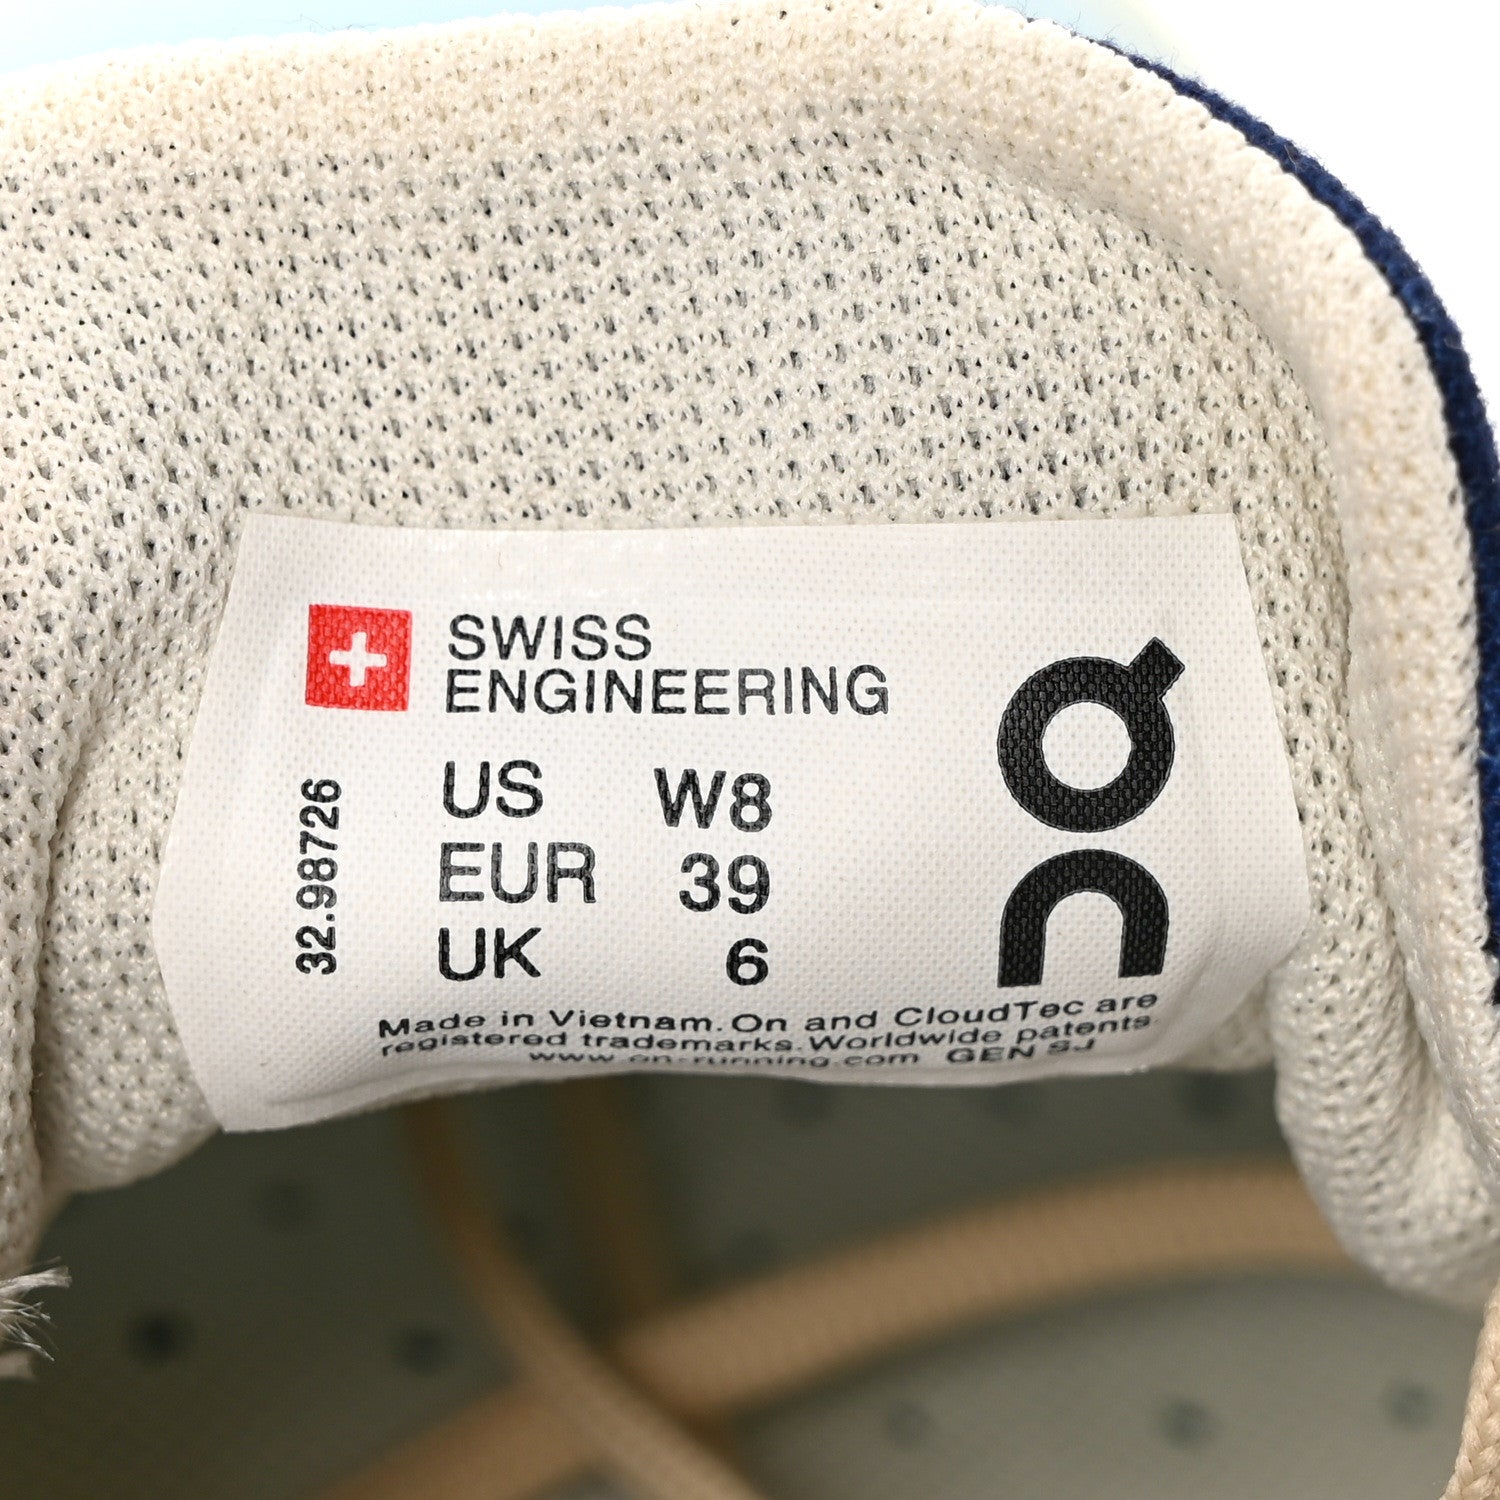 SWISS
ENGINEERING
US W8
EUR 39
UK 6
32.98726
On
Made in Vietnam. On and CloudTec are
registered trademarks. Worldwide patents
www.on-running.com GEN SJ